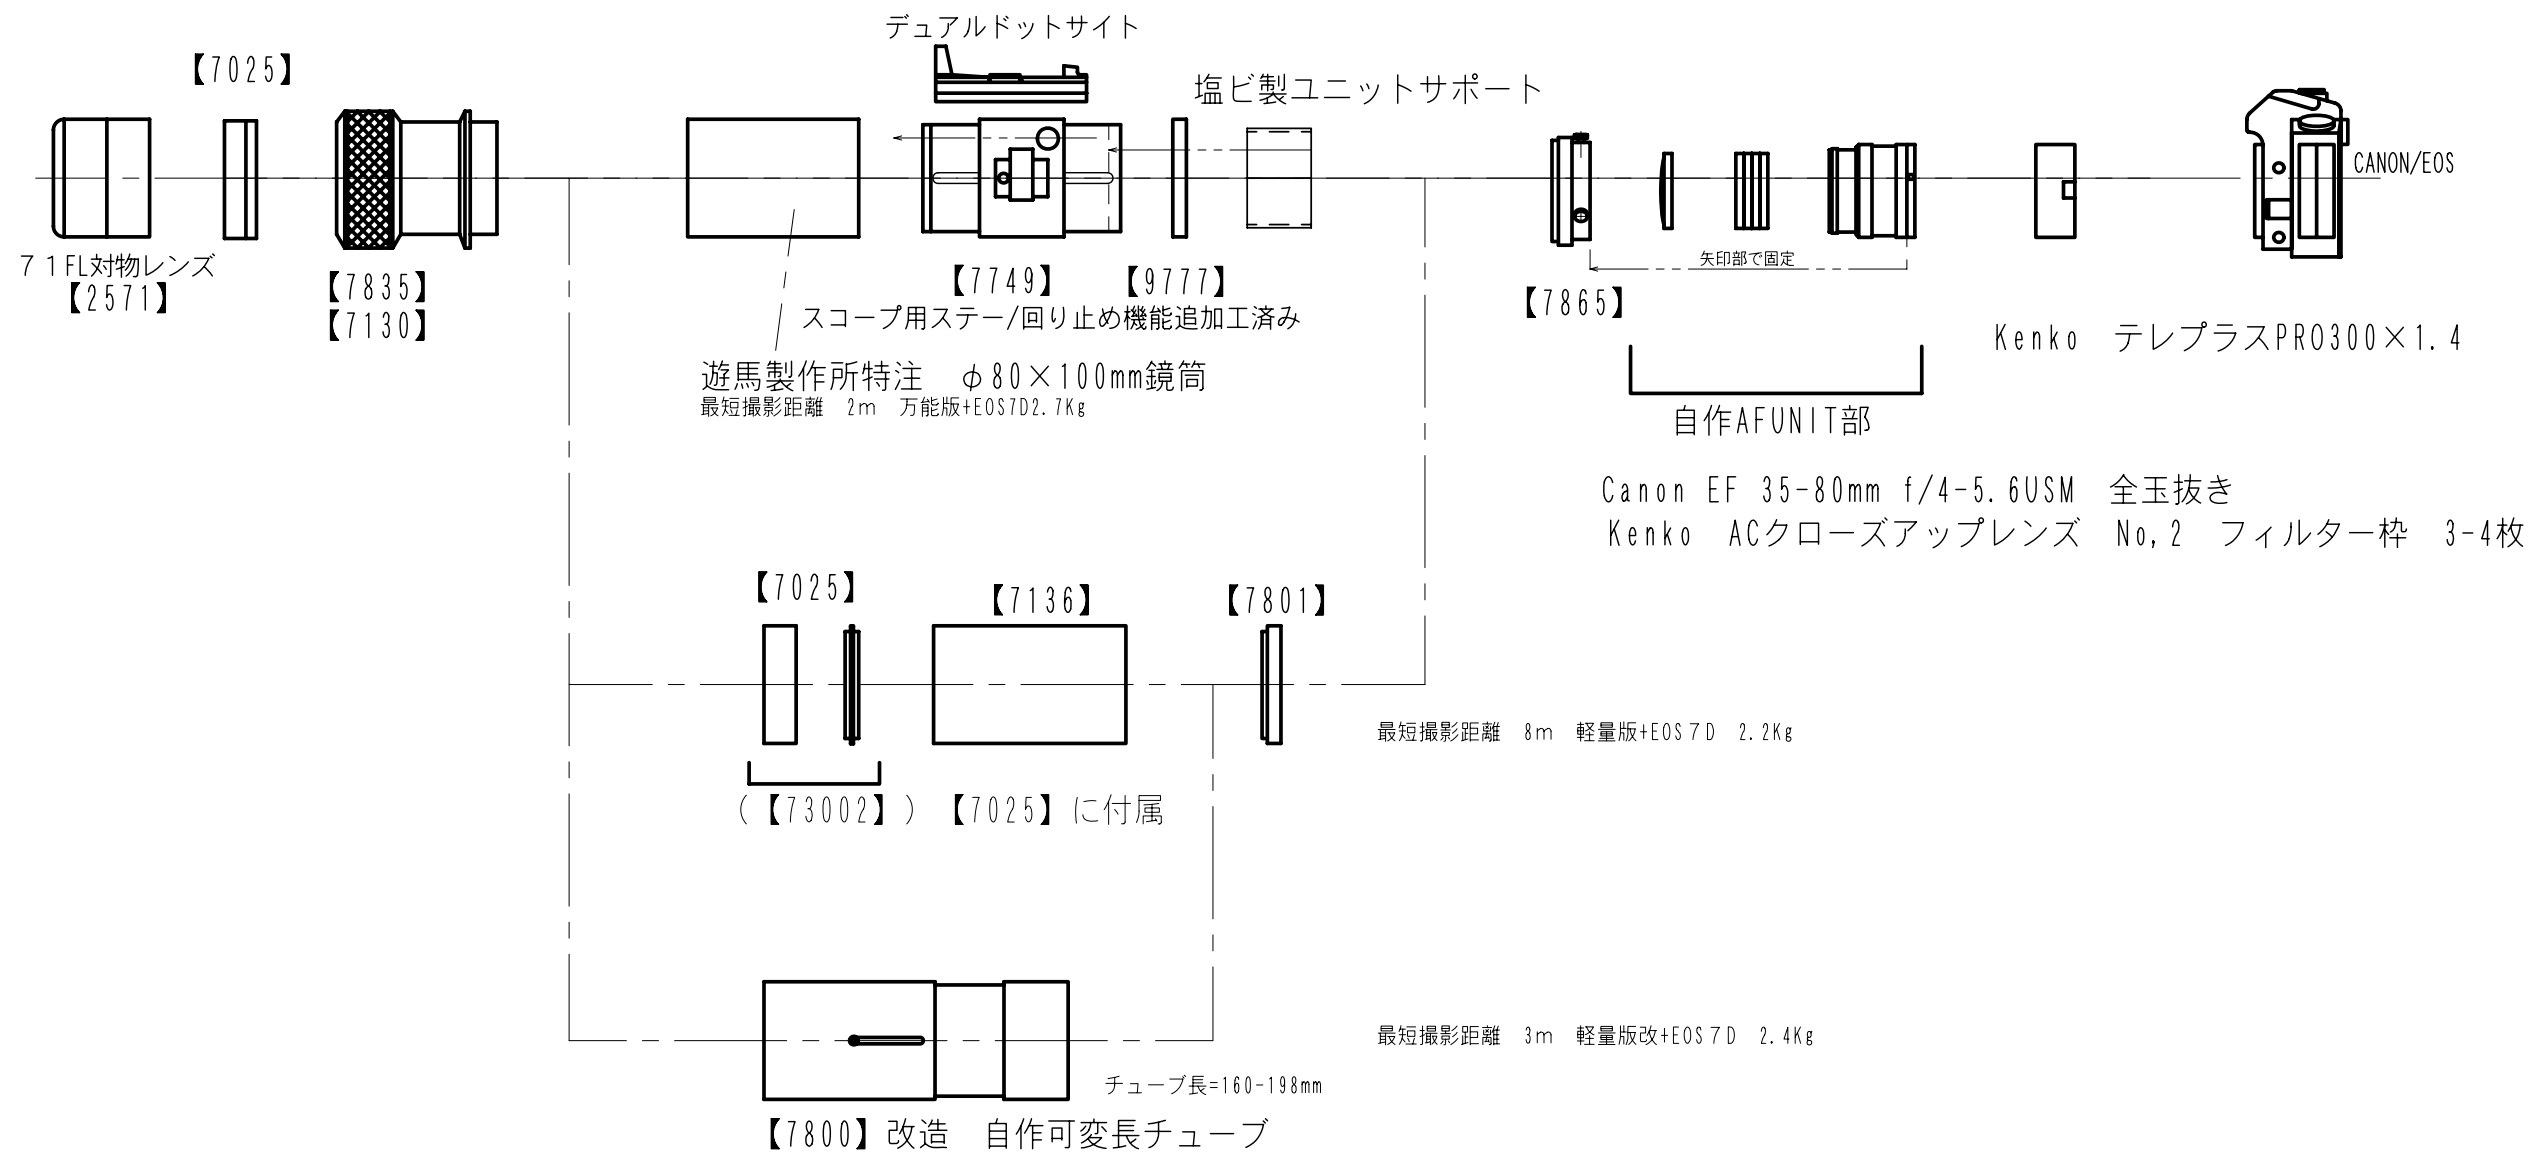 デュアルドットサイト
【7025】
塩ビ製ユニットサポート
CANON/EOS
７１FL対物レンズ
【2571】
【7835】
【7130】
【7749】
【9777】
矢印部で固定
【7865】
スコープ用ステー/回り止め機能追加工済み
Kenko　テレプラスPRO300×1.4
遊馬製作所特注　φ80×100mm鏡筒
最短撮影距離　2ｍ　万能版+EOS7D2.7Kg
自作AFUNIT部
Canon EF 35-80mm f/4-5.6USM　全玉抜き
Kenko　ACクローズアップレンズ　No,2　フィルター枠　3-4枚
【7025】
【7136】
【7801】
最短撮影距離　8ｍ　軽量版+EOS７D　2.2Kg
（【73002】）【7025】に付属
最短撮影距離　3ｍ　軽量版改+EOS７D　2.4Kg
チューブ長=160-198mm
【7800】改造　自作可変長チューブ